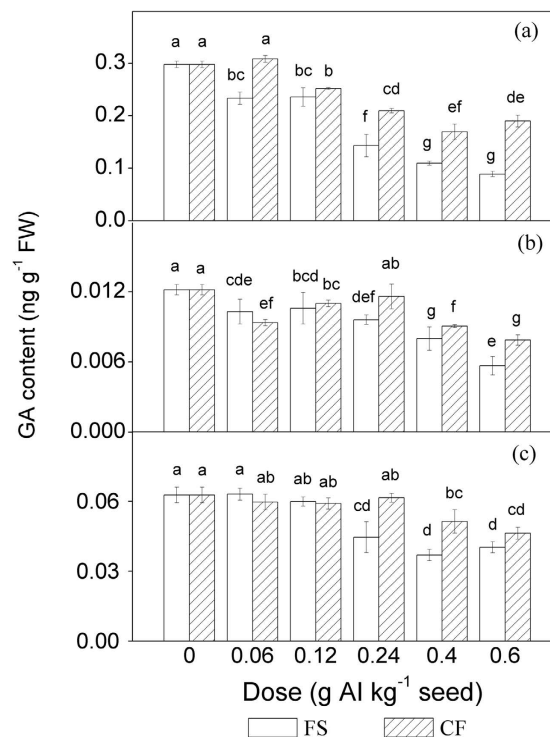 (a)
a a bc a bc b f cd g ef g de
0.3
0.2
0.1
0.0
(b)
a a cde ef bcd bc def ab g f e g
0.012
0.006
0.000
(c)
a a a ab ab ab cd ab d bc d cd
0.06
0.03
0.00
GA content (ng g⁻¹ FW)
0 0.06 0.12 0.24 0.4 0.6
Dose (g AI kg⁻¹ seed)
FS CF